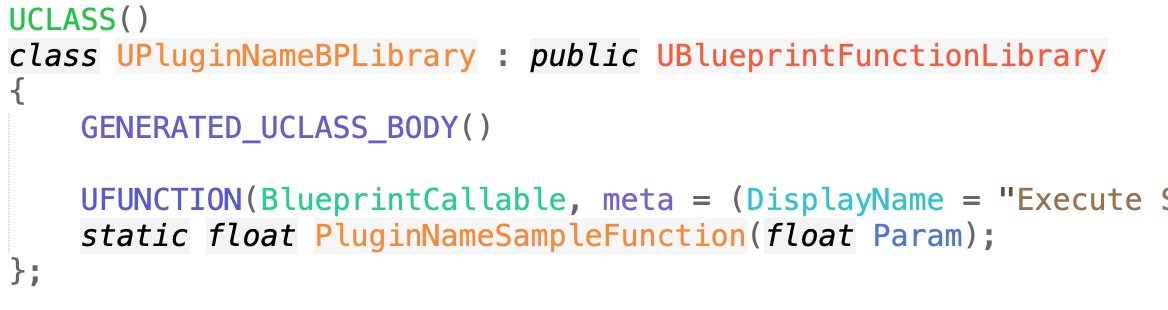 UCLASS()
class UPluginNameBPLibrary : public UBlueprintFunctionLibrary
{
GENERATED_UCLASS_BODY()
UFUNCTION(BlueprintCallable, meta = (DisplayName = "Execute
static float PluginNameSampleFunction(float Param);
};